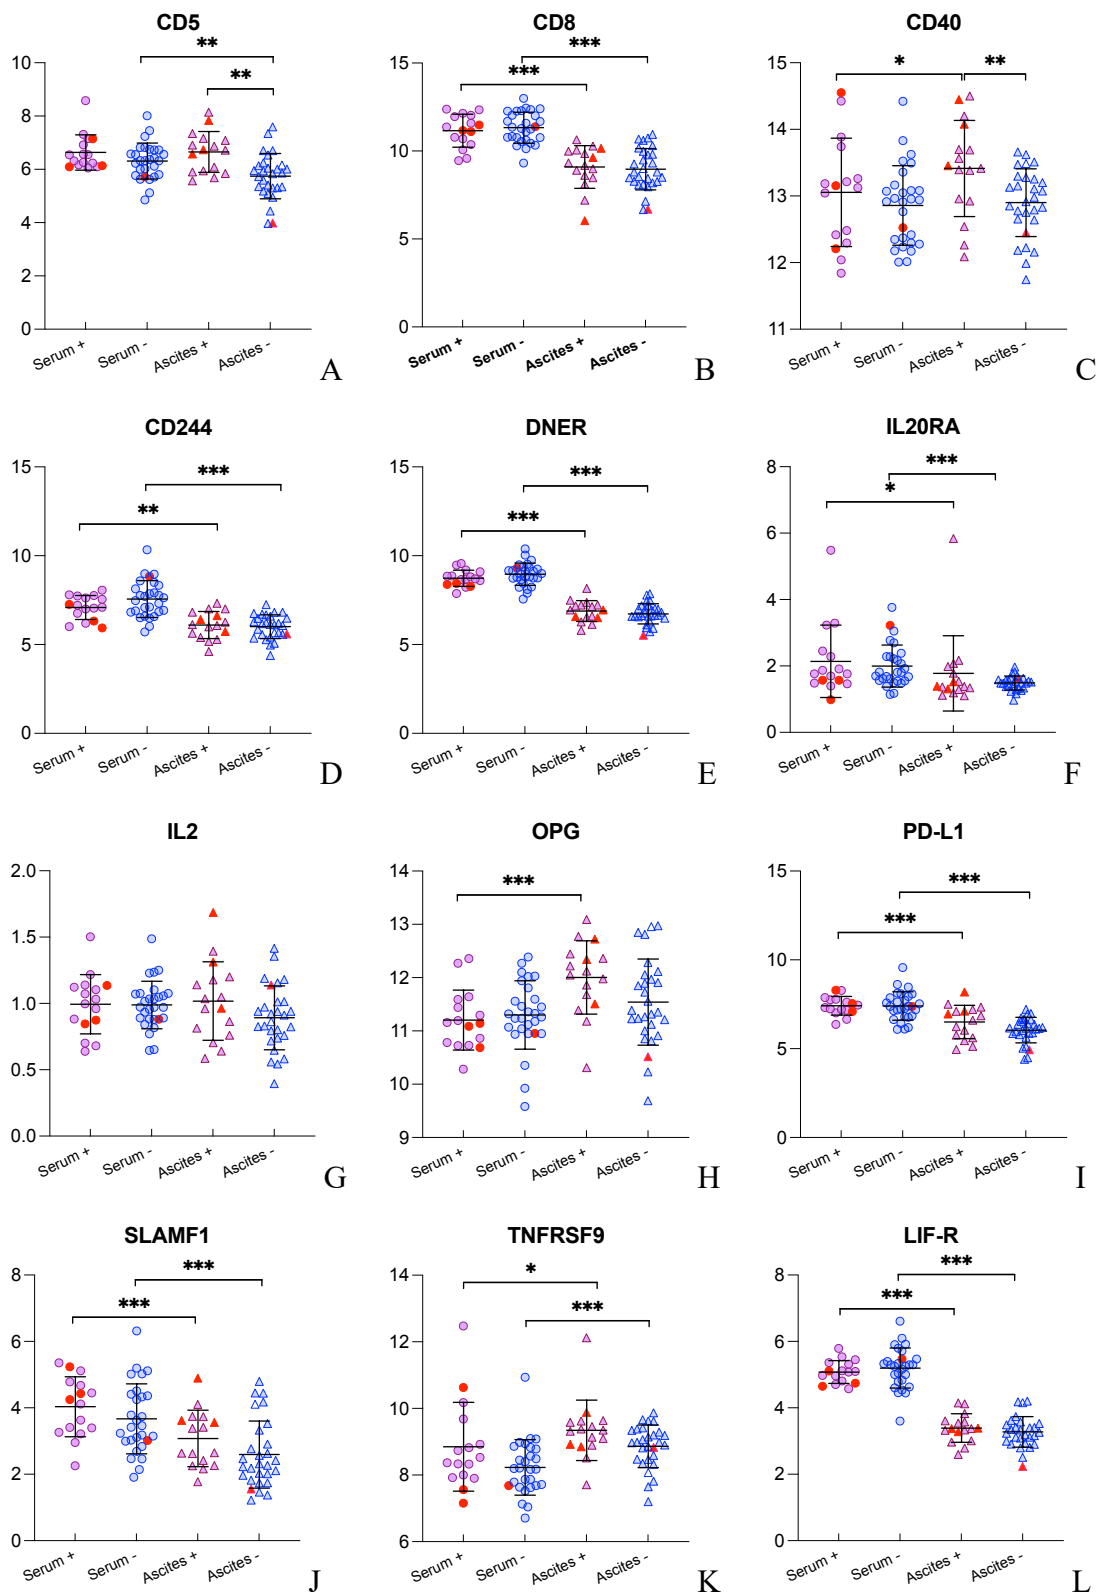 CD5 CD8 CD40
** *** * **
** ***
10 15 15
8 14
6 10 13
4 5 12
2
0 0 11
Serum + Serum - Ascites + Ascites - A
Serum + Serum - Ascites + Ascites - B
Serum + Serum - Ascites + Ascites - C
CD244 DNER IL20RA
*** *** ***
** *** *
15 15 8
10 10 6
5 5 4
2
0 0 0
Serum + Serum - Ascites + Ascites - D
Serum + Serum - Ascites + Ascites - E
Serum + Serum - Ascites + Ascites - F
IL2 OPG PD-L1
*** ***
***
2.0 14 15
1.5 13 10
1.0 12 5
0.5 11
10
0.0 9 0
Serum + Serum - Ascites + Ascites - G
Serum + Serum - Ascites + Ascites - H
Serum + Serum - Ascites + Ascites - I
SLAMF1 TNFRSF9 LIF-R
*** * ***
*** *** ***
8 14 8
6 12 6
4 10 4
2 8 2
0 6 0
Serum + Serum - Ascites + Ascites - J
Serum + Serum - Ascites + Ascites - K
Serum + Serum - Ascites + Ascites - L